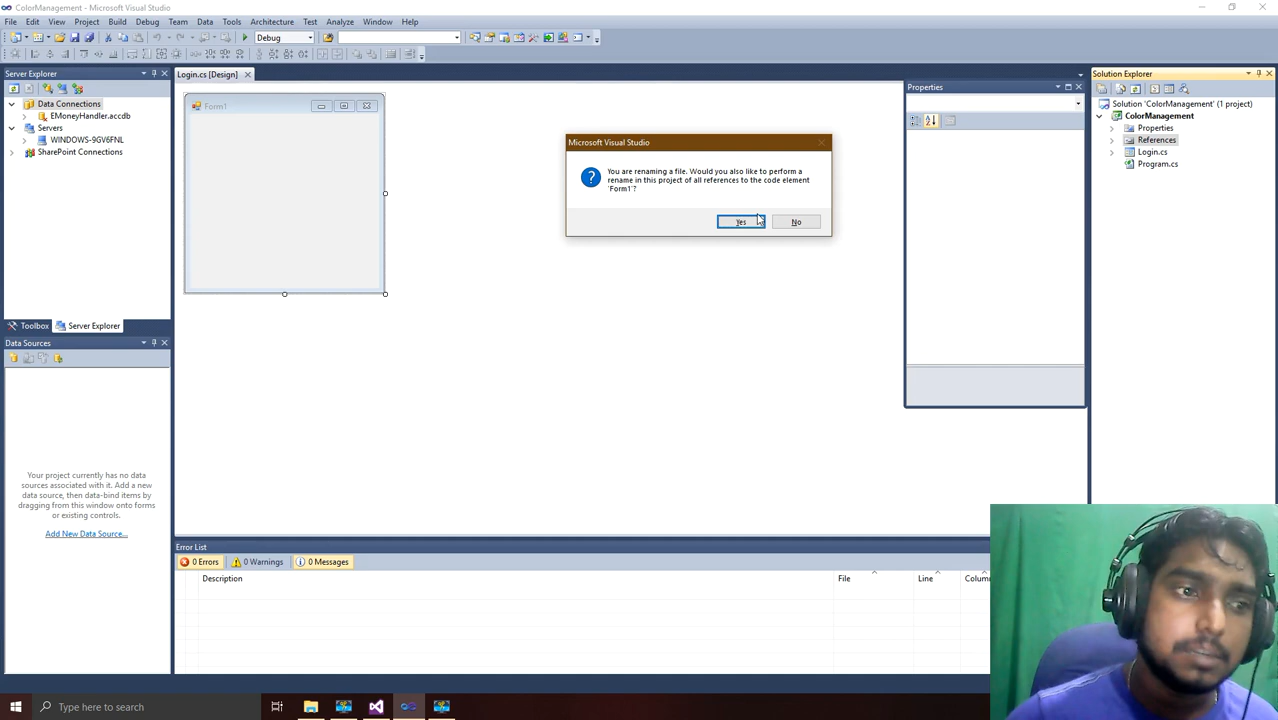 ColorManagement - Microsoft Visual Studio
File Edit View Project Build Debug Team Data Tools Architecture Test Analyze Window Help
Debug
Server Explorer
Data Connections
EMoneyHandler.accdb
Servers
WINDOWS-9GV6FNL
SharePoint Connections
Toolbox Server Explorer
Data Sources
Your project currently has no data
sources associated with it. Add a
new data source, then data-bind items by
dragging from this window onto forms
or existing controls.
Add New Data Source...
Login.cs [Design]
Form1
Microsoft Visual Studio
You are renaming a file. Would you also like to perform a
rename in this project of all references to the code element
'Form1'?
Yes No
Properties
Solution Explorer
Solution 'ColorManagement' (1 project)
ColorManagement
Properties
References
Login.cs
Program.cs
Error List
0 Errors 0 Warnings 0 Messages
Description File Line Column
Type here to search